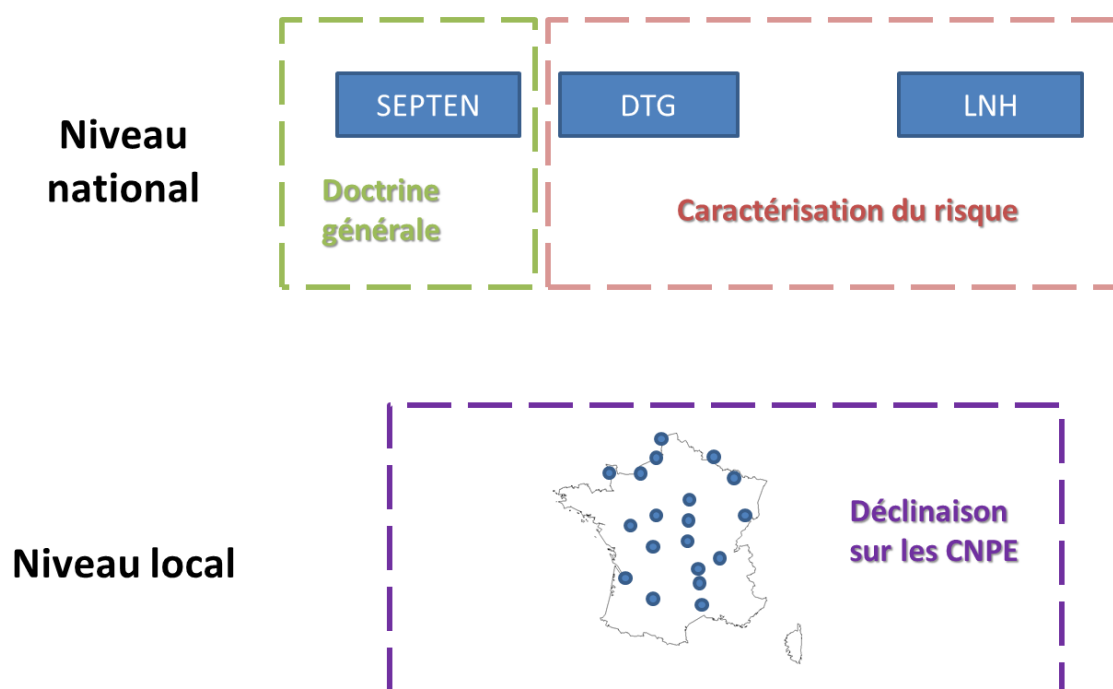 SEPTEN
DTG
LNH
Niveau
national
Doctrine
générale
Caractérisation du risque
Niveau local
Déclinaison
sur les CNPE